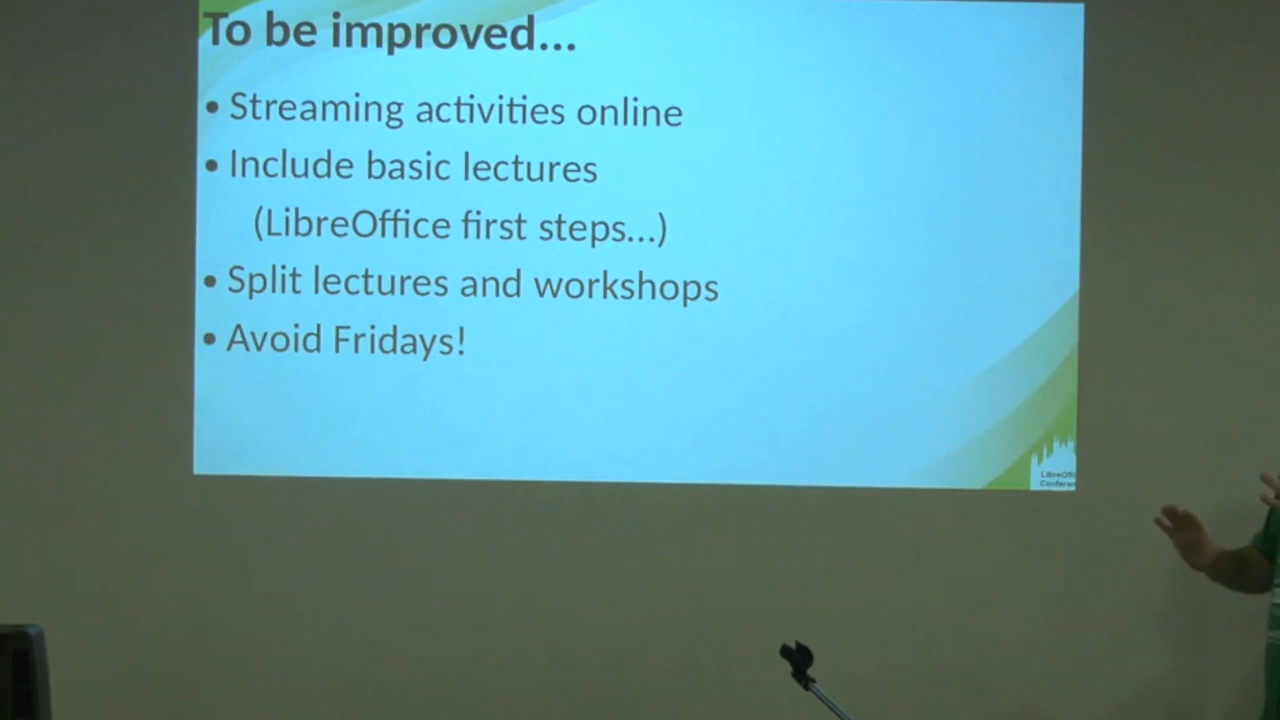 To be improved...
• Streaming activities online
• Include basic lectures
(LibreOffice first steps...)
• Split lectures and workshops
• Avoid Fridays!